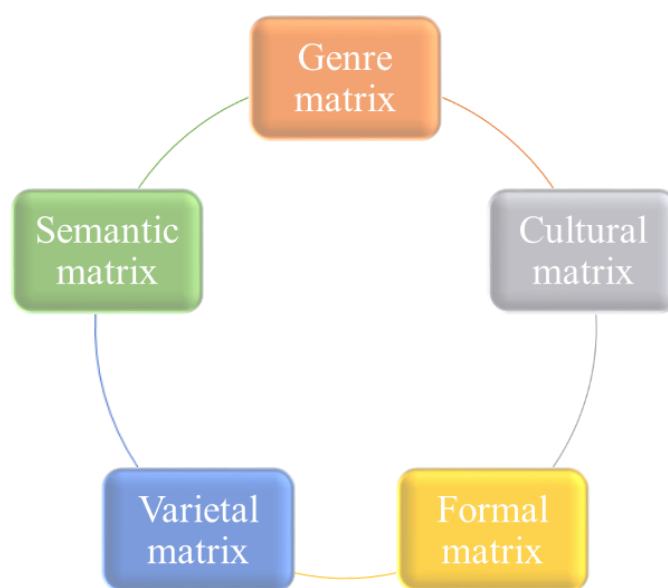 Genre
matrix
Semantic
matrix
Cultural
matrix
Varietal
matrix
Formal
matrix